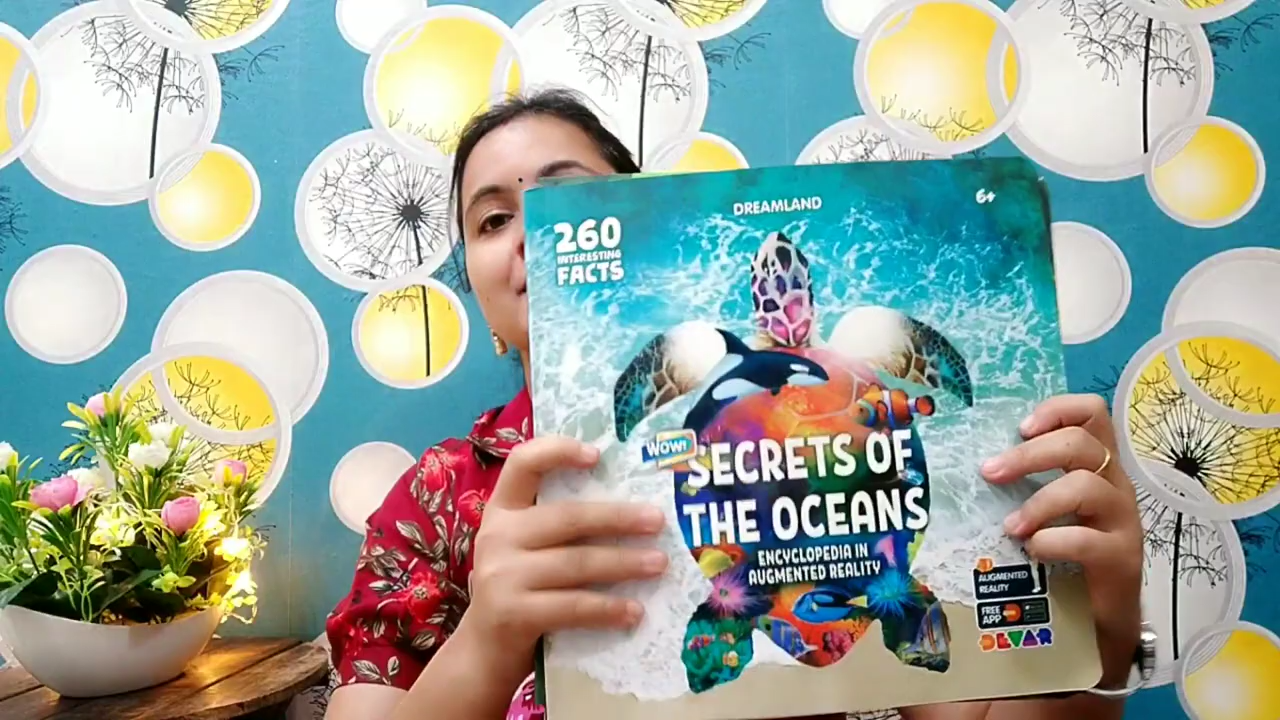 DREAMLAND
6+
260
INTERESTING
FACTS
WOW!
SECRETS OF
THE OCEANS
ENCYCLOPEDIA IN
AUGMENTED REALITY
AUGMENTED
REALITY
FREE
APP
DEVAR